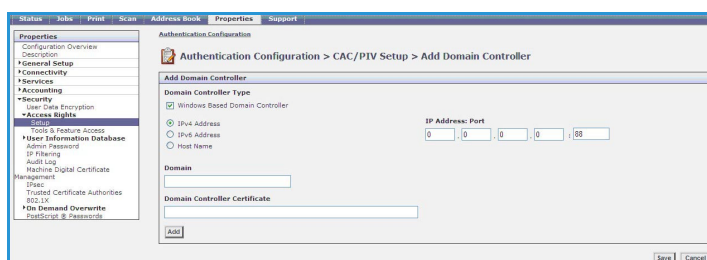 Status Jobs Print Scan Address Book Properties Support
Properties
Configuration Overview
Description
General Setup
Connectivity
Services
Accounting
Security
User Data Encryption
Access Rights
Setup
Tools & Feature Access
User Information Database
Admin Password
IP Filtering
Audit Log
Machine Digital Certificate
Management
IPsec
Trusted Certificate Authorities
802.1X
On Demand Overwrite
PostScript ® Passwords
Authentication Configuration
Authentication Configuration > CAC/PIV Setup > Add Domain Controller
Add Domain Controller
Domain Controller Type
Windows Based Domain Controller
IPv4 Address
IPv6 Address
Host Name
IP Address: Port
0 . 0 . 0 . 0 : 88
Domain
Domain Controller Certificate
Add
Save Cancel